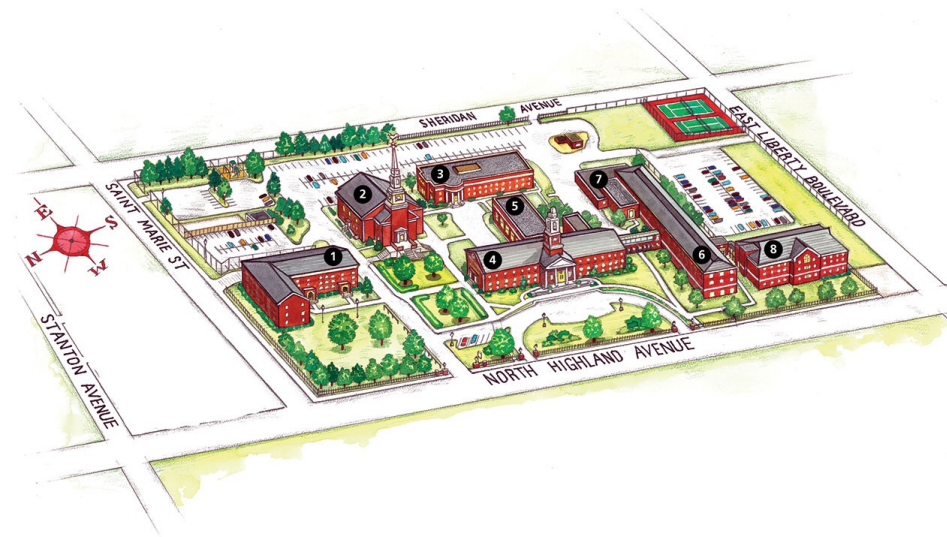 SHERIDAN AVENUE
EAST LIBERTY BOULEVARD
SAINT MARIE ST
E
S
N
W
STANTON AVENUE
NORTH HIGHLAND AVENUE
1
2
3
4
5
6
7
8